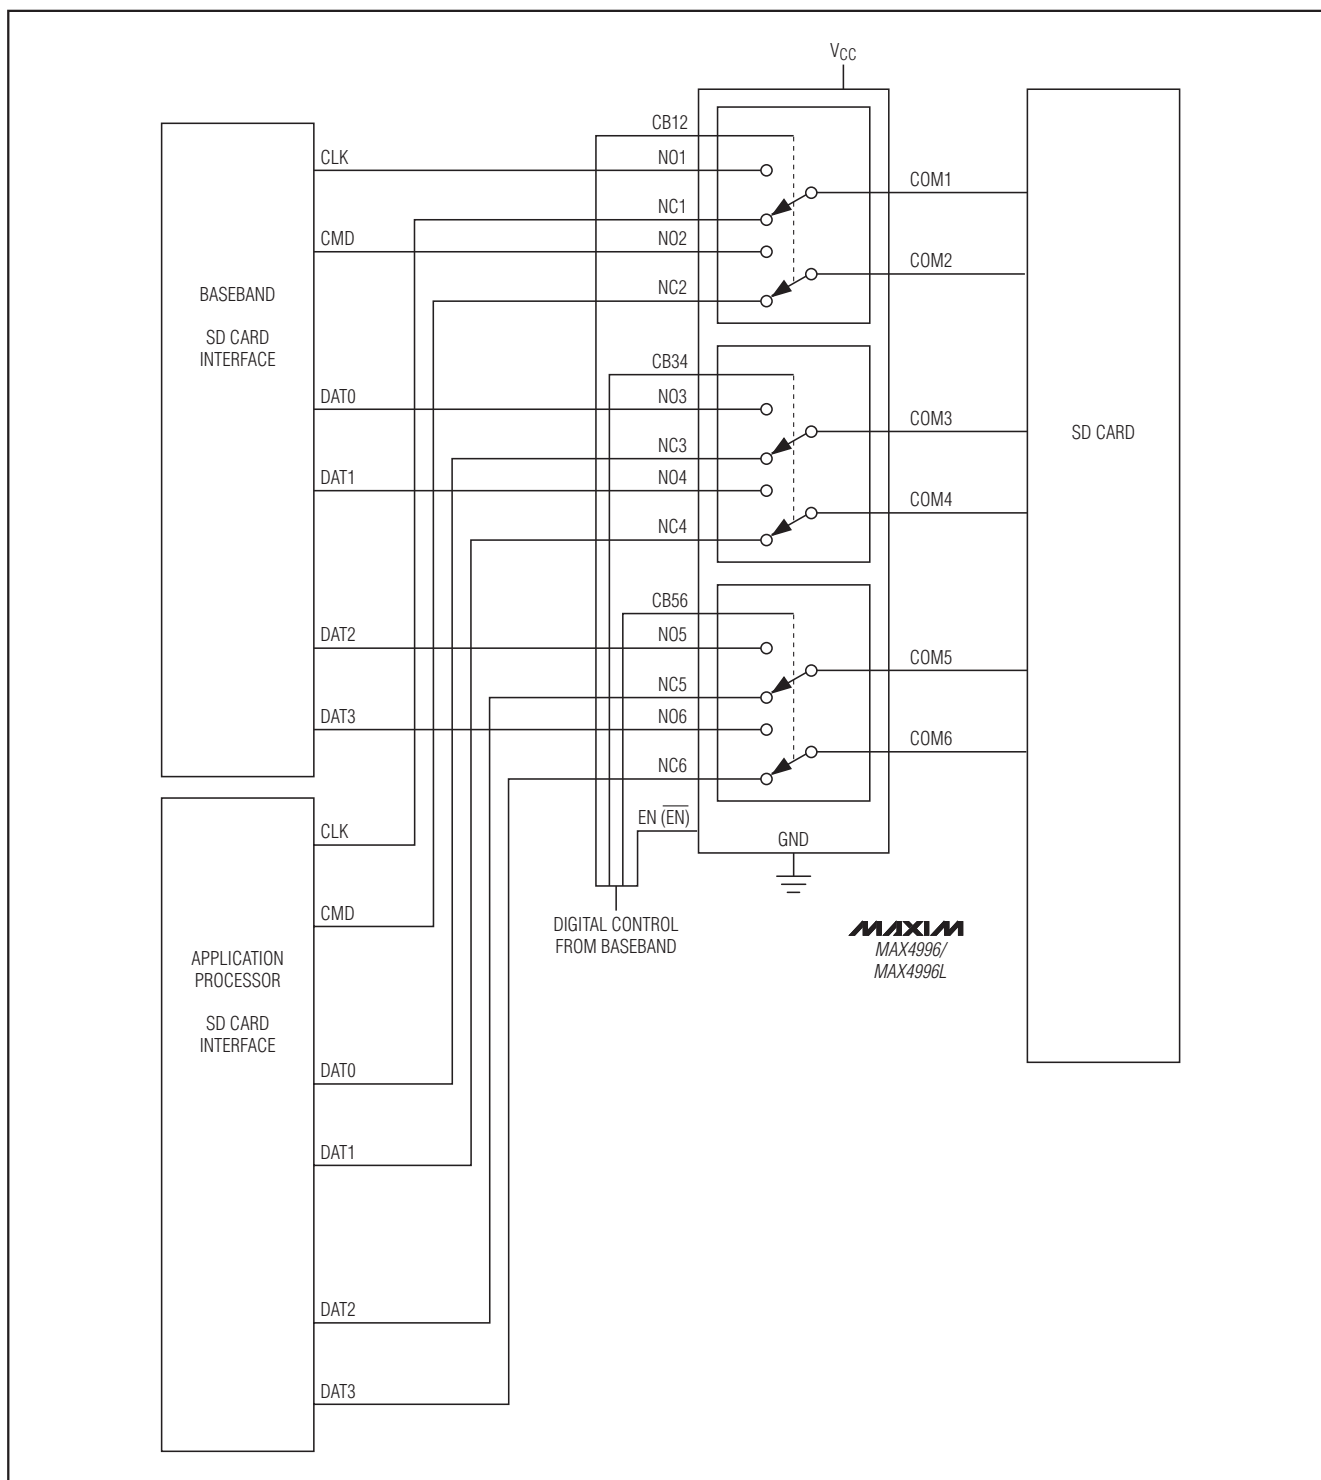 VCC
BASEBAND
SD CARD
INTERFACE
CLK
CMD
DAT0
DAT1
DAT2
DAT3
APPLICATION
PROCESSOR
SD CARD
INTERFACE
CLK
CMD
DAT0
DAT1
DAT2
DAT3
CB12
NO1
NC1
NO2
NC2
CB34
NO3
NC3
NO4
NC4
CB56
NO5
NC5
NO6
NC6
EN (E̅N̅)
GND
DIGITAL CONTROL
FROM BASEBAND
COM1
COM2
COM3
COM4
COM5
COM6
SD CARD
MAXIM
MAX4996/
MAX4996L